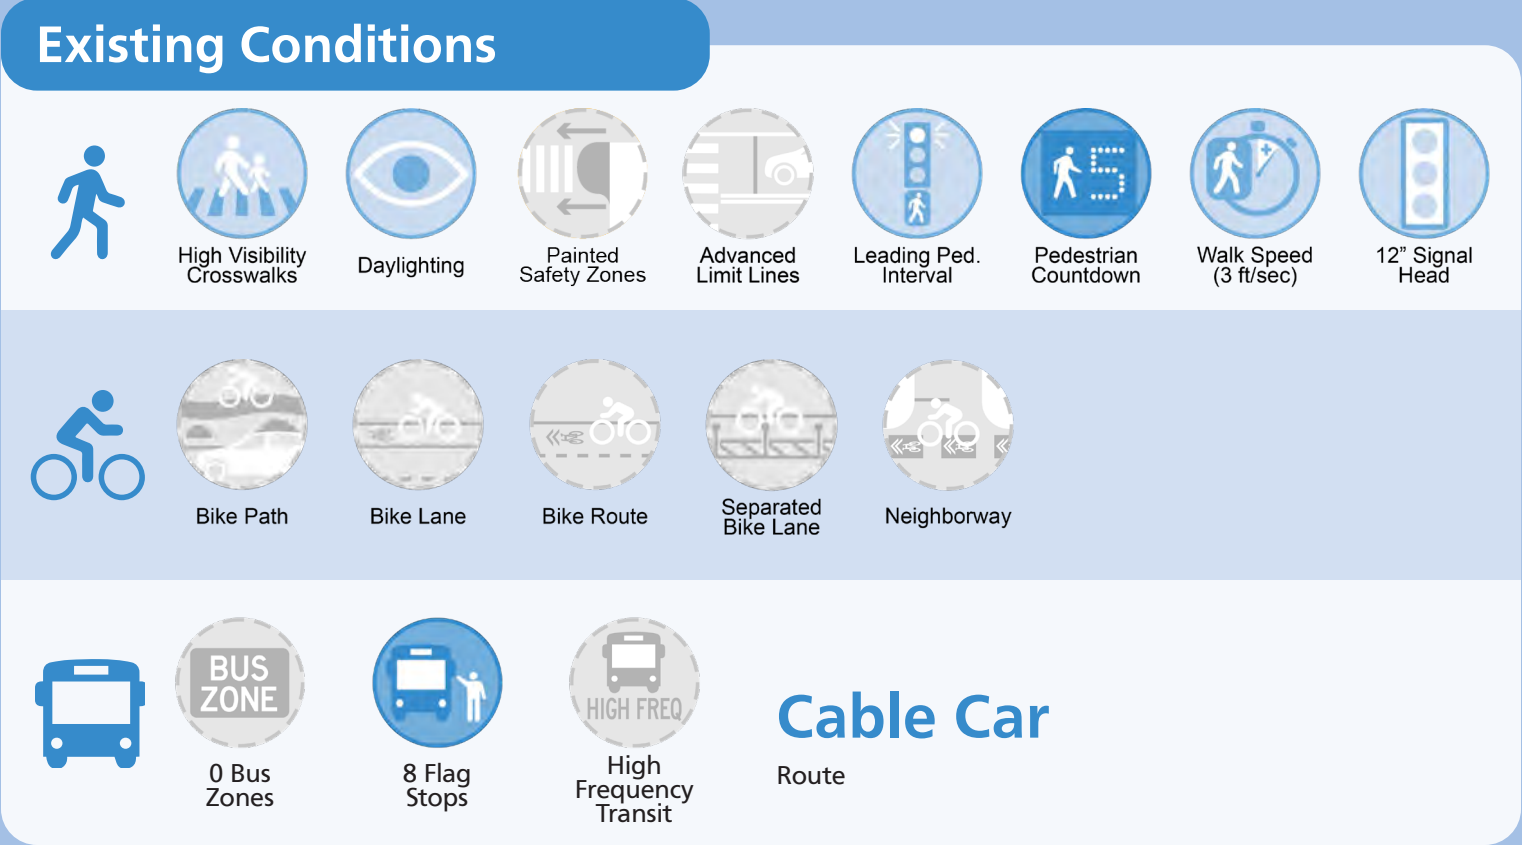 Existing Conditions
High Visibility
Crosswalks
Daylighting
Painted
Safety Zones
Advanced
Limit Lines
Leading Ped.
Interval
5
Pedestrian
Countdown
Walk Speed
(3 ft/sec)
12” Signal
Head
Bike Path
Bike Lane
Bike Route
Separated
Bike Lane
Neighborway
BUS
ZONE
0 Bus
Zones
8 Flag
Stops
HIGH FREQ
High
Frequency
Transit
Cable Car
Route